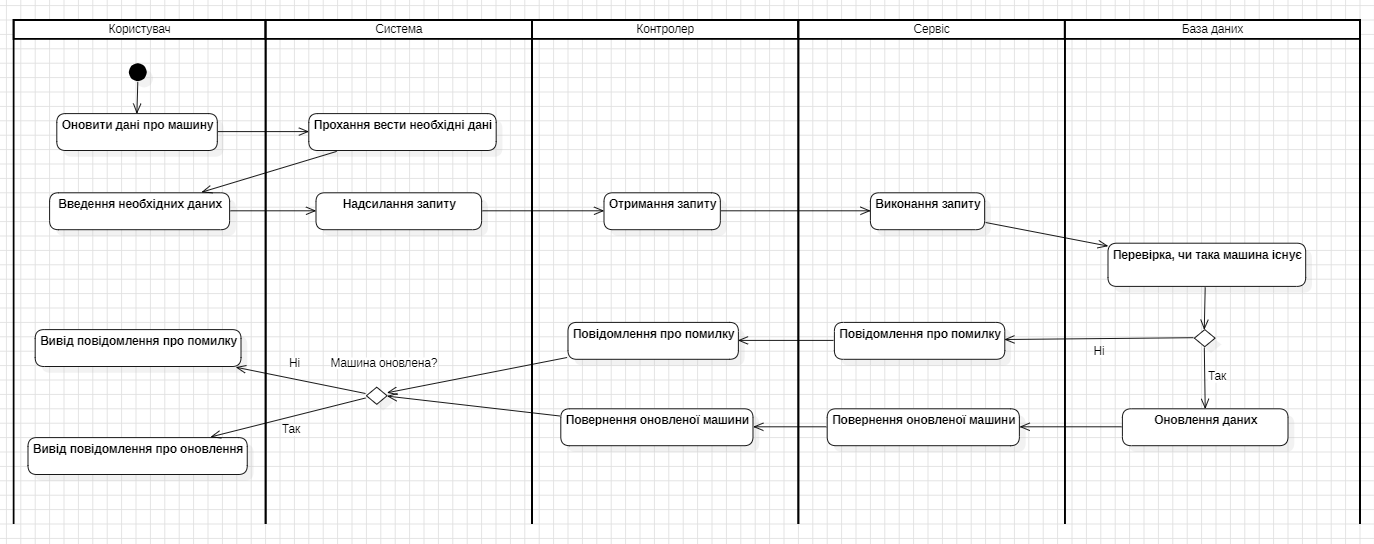 Користувач
Система
Контролер
Сервіс
База даних
Оновити дані про машину
Прохання вести необхідні дані
Введення необхідних даних
Надсилання запиту
Отримання запиту
Виконання запиту
Перевірка, чи така машина існує
Вивід повідомлення про помилку
Ні
Машина оновлена?
Повідомлення про помилку
Повідомлення про помилку
Ні
Так
Вивід повідомлення про оновлення
Так
Повернення оновленої машини
Повернення оновленої машини
Оновлення даних